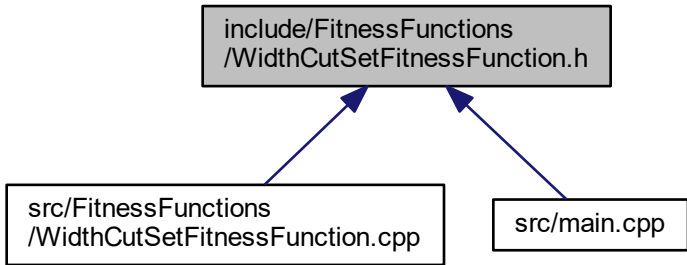 include/FitnessFunctions
/WidthCutSetFitnessFunction.h
src/FitnessFunctions
/WidthCutSetFitnessFunction.cpp
src/main.cpp